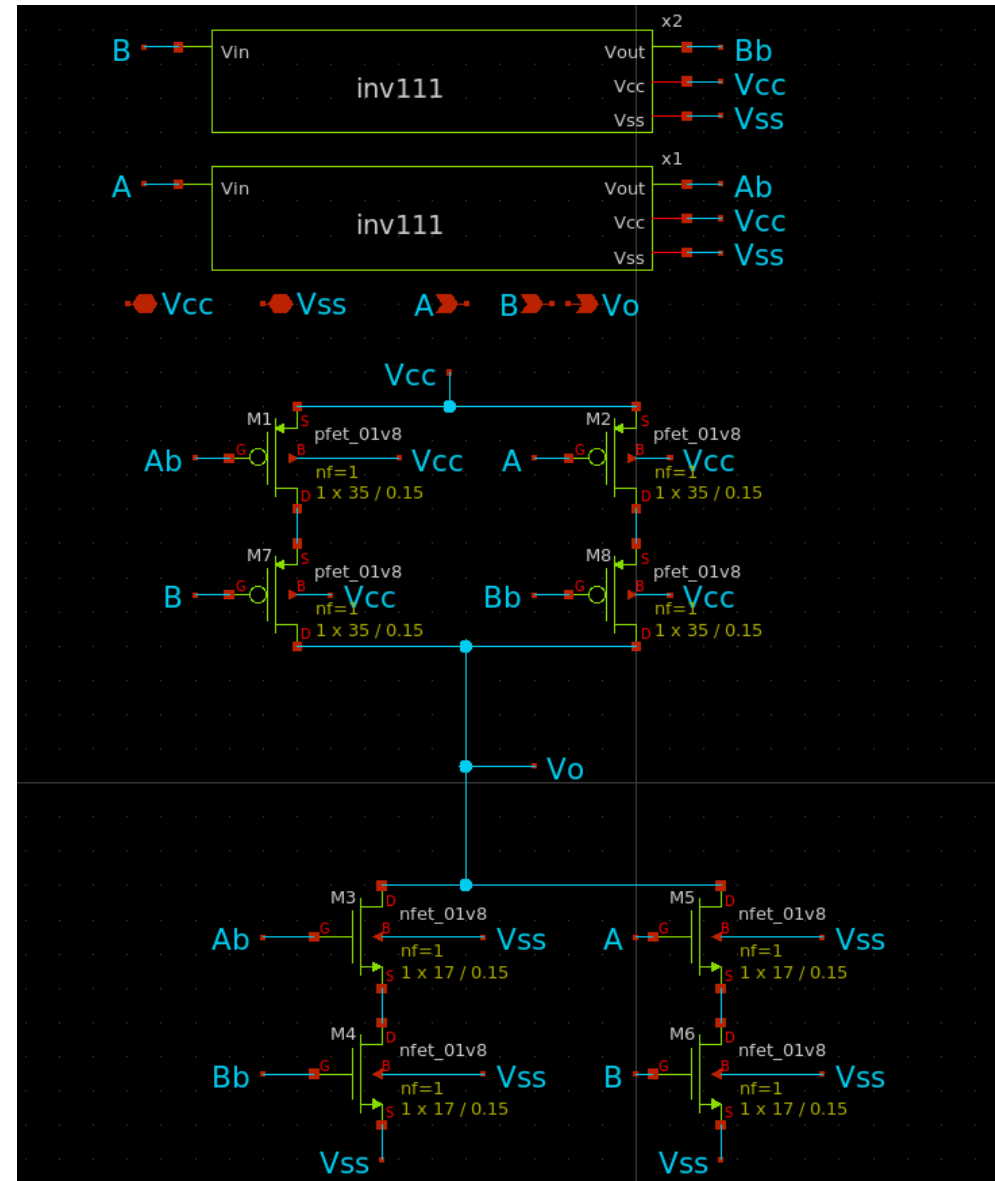 x2
B Vin Vout Bb
inv111
Vcc Vcc
Vss Vss
x1
A Vin Vout Ab
inv111
Vcc Vcc
Vss Vss
Vcc Vss A B Vo
Vcc
M1 S M2 S
pfet_01v8 pfet_01v8
Ab G B Vcc A G B Vcc
nf=1 nf=1
D 1 x 35 / 0.15 D 1 x 35 / 0.15
M7 S M8 S
pfet_01v8 pfet_01v8
B G B Vcc Bb G B Vcc
nf=1 nf=1
D 1 x 35 / 0.15 D 1 x 35 / 0.15
Vo
M3 D M5 D
nfet_01v8 nfet_01v8
Ab G B Vss A G B Vss
nf=1 nf=1
S 1 x 17 / 0.15 S 1 x 17 / 0.15
M4 D M6 D
nfet_01v8 nfet_01v8
Bb G B Vss B G B Vss
nf=1 nf=1
S 1 x 17 / 0.15 S 1 x 17 / 0.15
Vss Vss